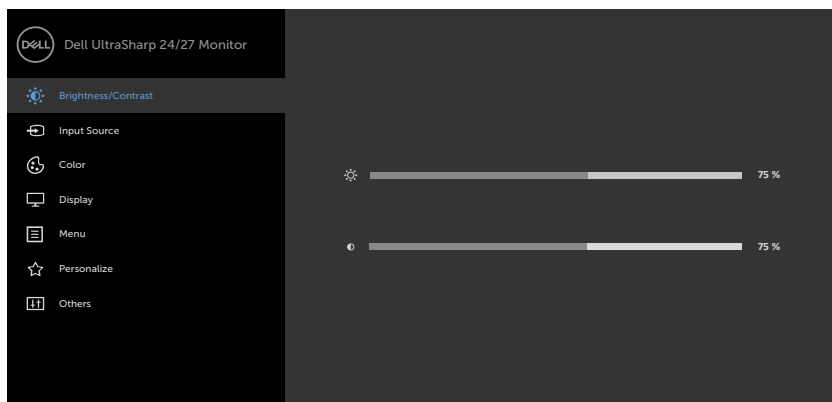 DELL
Dell UltraSharp 24/27 Monitor
Brightness/Contrast
Input Source
Color
75 %
Display
Menu
75 %
Personalize
Others